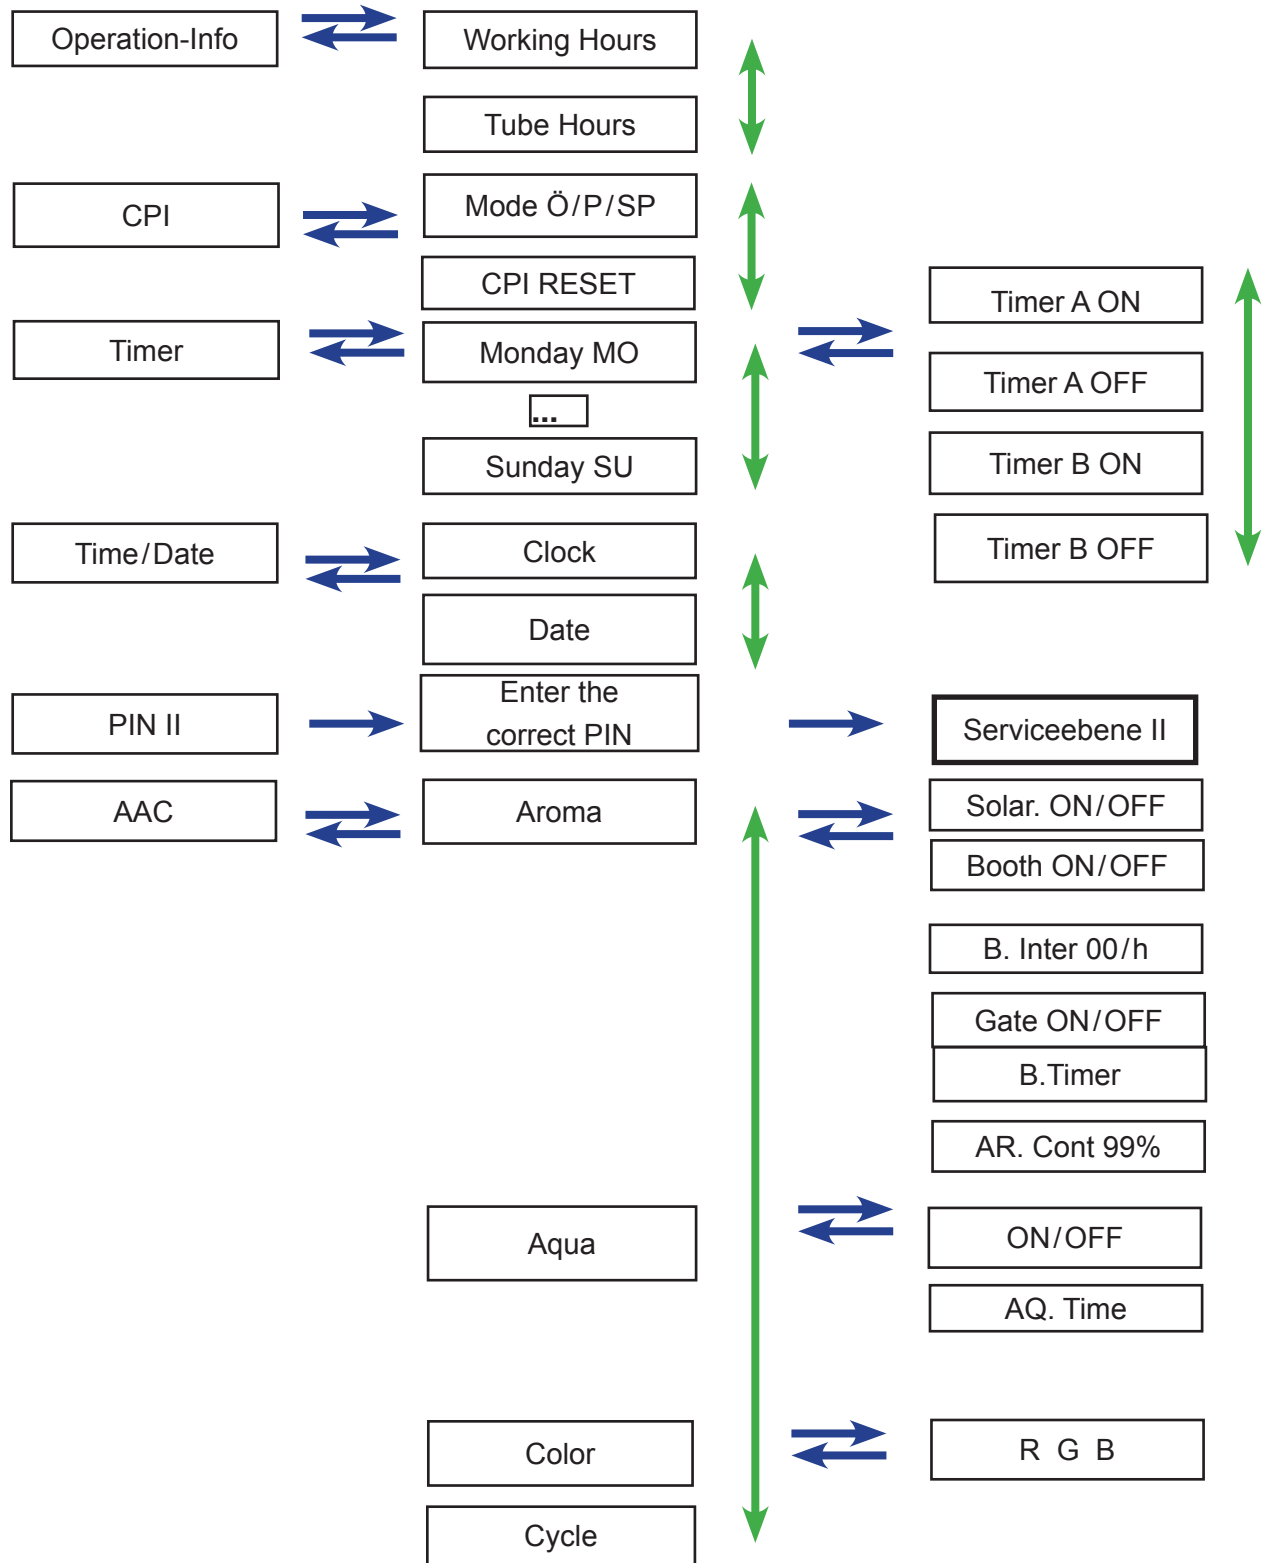 Operation-Info
Working Hours
Tube Hours
CPI
Mode Ö/P/SP
CPI RESET
Timer A ON
Timer
Monday MO
Timer A OFF
...
Timer B ON
Sunday SU
Time/Date
Clock
Timer B OFF
Date
PIN II
Enter the
correct PIN
Serviceebene II
AAC
Aroma
Solar. ON/OFF
Booth ON/OFF
B. Inter 00/h
Gate ON/OFF
B.Timer
AR. Cont 99%
Aqua
ON/OFF
AQ. Time
Color
R G B
Cycle